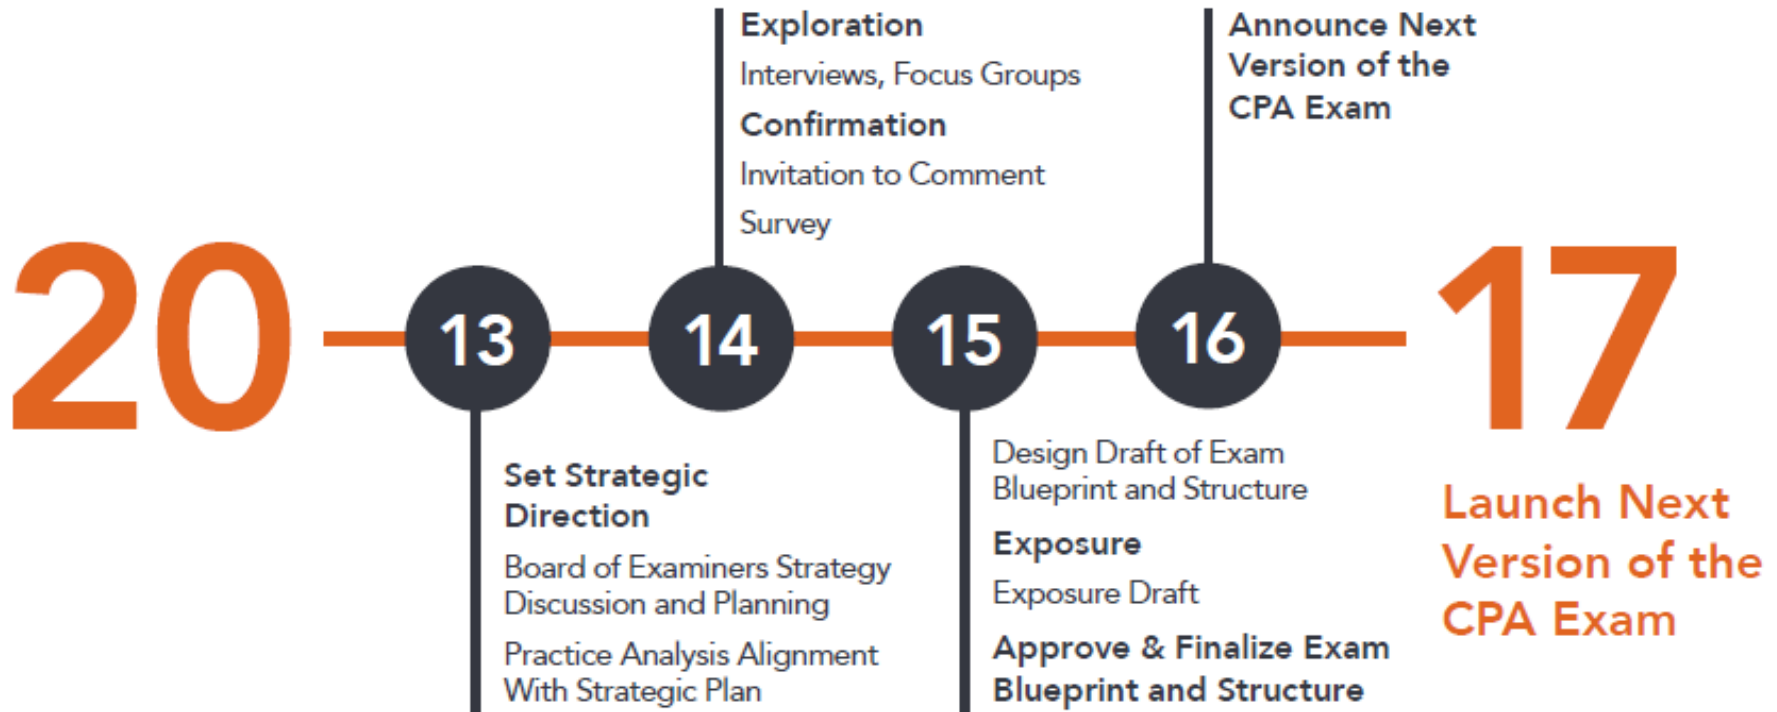 Exploration
Interviews, Focus Groups
Confirmation
Invitation to Comment
Survey
Announce Next
Version of the
CPA Exam
20
13
14
15
16
17
Set Strategic
Direction
Board of Examiners Strategy
Discussion and Planning
Practice Analysis Alignment
With Strategic Plan
Design Draft of Exam
Blueprint and Structure
Exposure
Exposure Draft
Approve & Finalize Exam
Blueprint and Structure
Launch Next
Version of the
CPA Exam